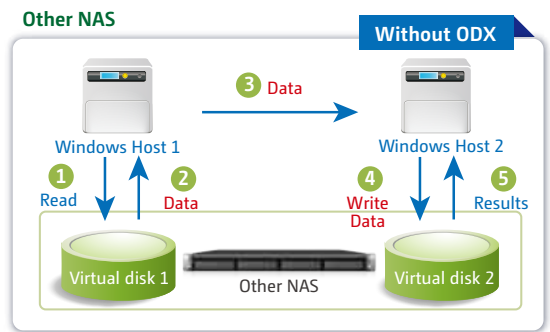 Other NAS
Without ODX
3 Data
Windows Host 1
Windows Host 2
1
Read
2
Data
4
Write
Data
5
Results
Virtual disk 1
Other NAS
Virtual disk 2